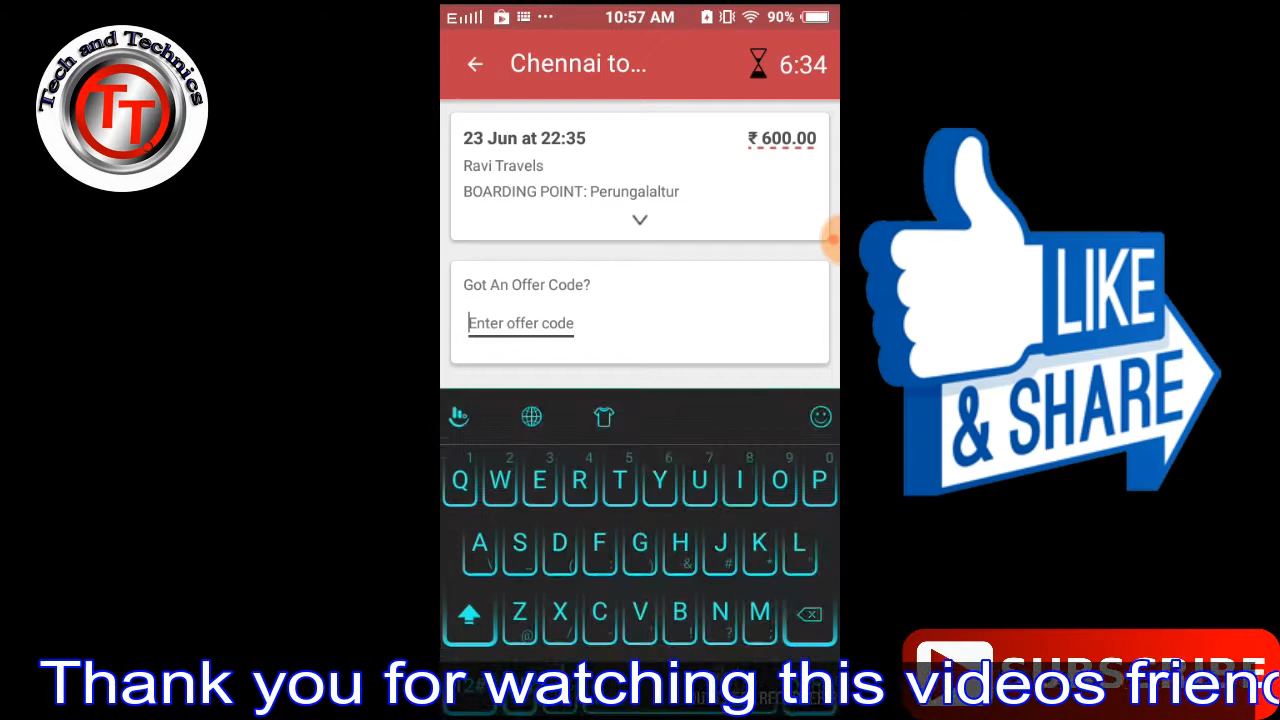 Tech and Technics
TT
10:57 AM
90%
Chennai to...
6:34
23 Jun at 22:35
₹ 600.00
Ravi Travels
BOARDING POINT: Perungalaltur
Got An Offer Code?
Enter offer code
LIKE
& SHARE
1 2 3 4 5 6 7 8 9 0
Q W E R T Y U I O P
A S D F G H J K L
\ _ ( : ) & # *
Z X C V B N M
@ / - ! ?
SUBSCRIBE
Thank you for watching this videos frien